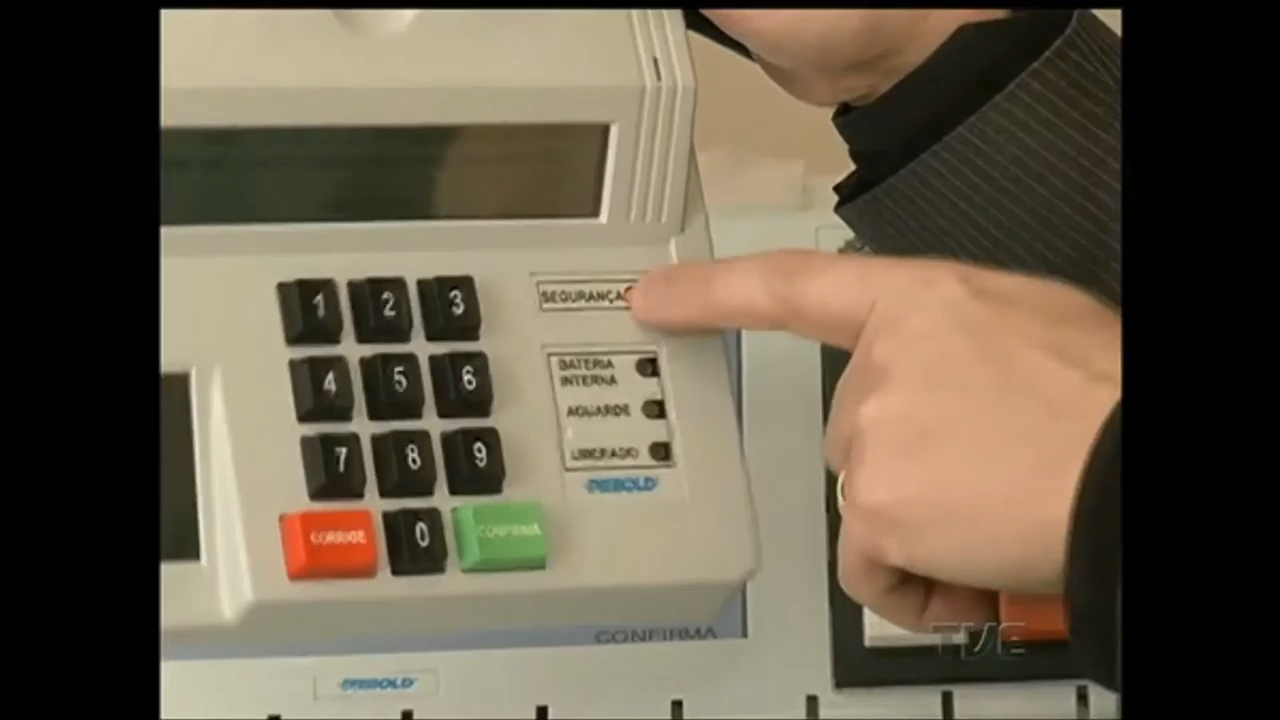 1 2 3
SEGURANÇA
4 5 6
BATERIA
INTERNA
AGUARDE
7 8 9
LIBERADO
DIEBOLD
CORRIGE 0 CONFIRMA
CONFIRMA
DIEBOLD
TVE